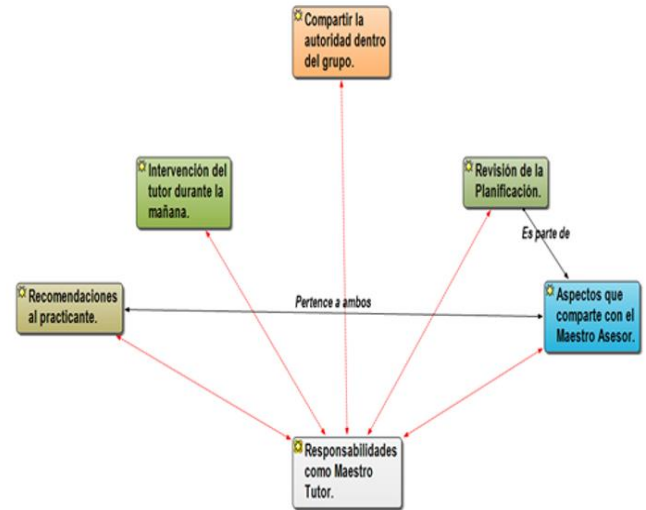 Compartir la
autoridad dentro
del grupo.
Intervención del
tutor durante la
mañana.
Revisión de la
Planificación.
Es parte de
Recomendaciones
al practicante.
Pertence a ambos
Aspectos que
comparte con el
Maestro Asesor.
Responsabilidades
como Maestro
Tutor.